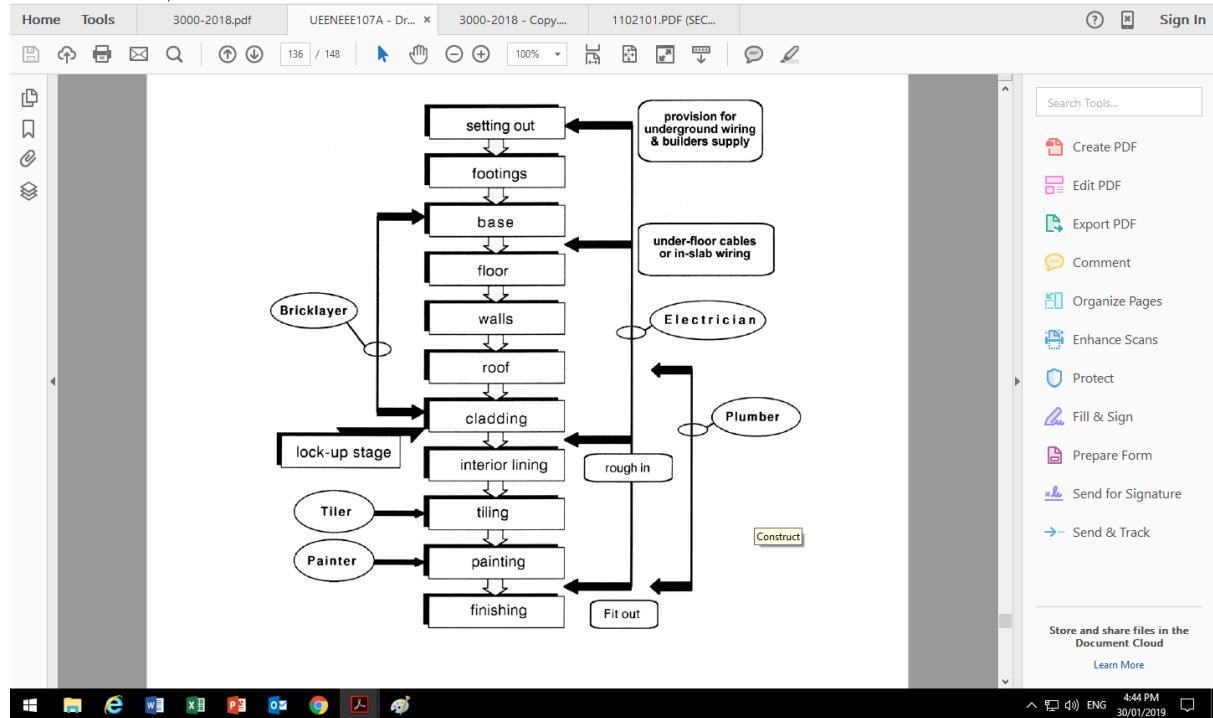 Home Tools 3000-2018.pdf UEENEEE107A - Dr... × 3000-2018 - Copy.... 1102101.PDF (SEC... Sign In
136 / 148 100%
setting out
provision for
underground wiring
& builders supply
footings
base
under-floor cables
or in-slab wiring
floor
Bricklayer
walls
Electrician
roof
cladding
Plumber
lock-up stage
interior lining
rough in
Tiler
tiling
Construct
Painter
painting
finishing
Fit out
Search Tools...
Create PDF
Edit PDF
Export PDF
Comment
Organize Pages
Enhance Scans
Protect
Fill & Sign
Prepare Form
Send for Signature
Send & Track
Store and share files in the
Document Cloud
Learn More
ENG
4:44 PM
30/01/2019